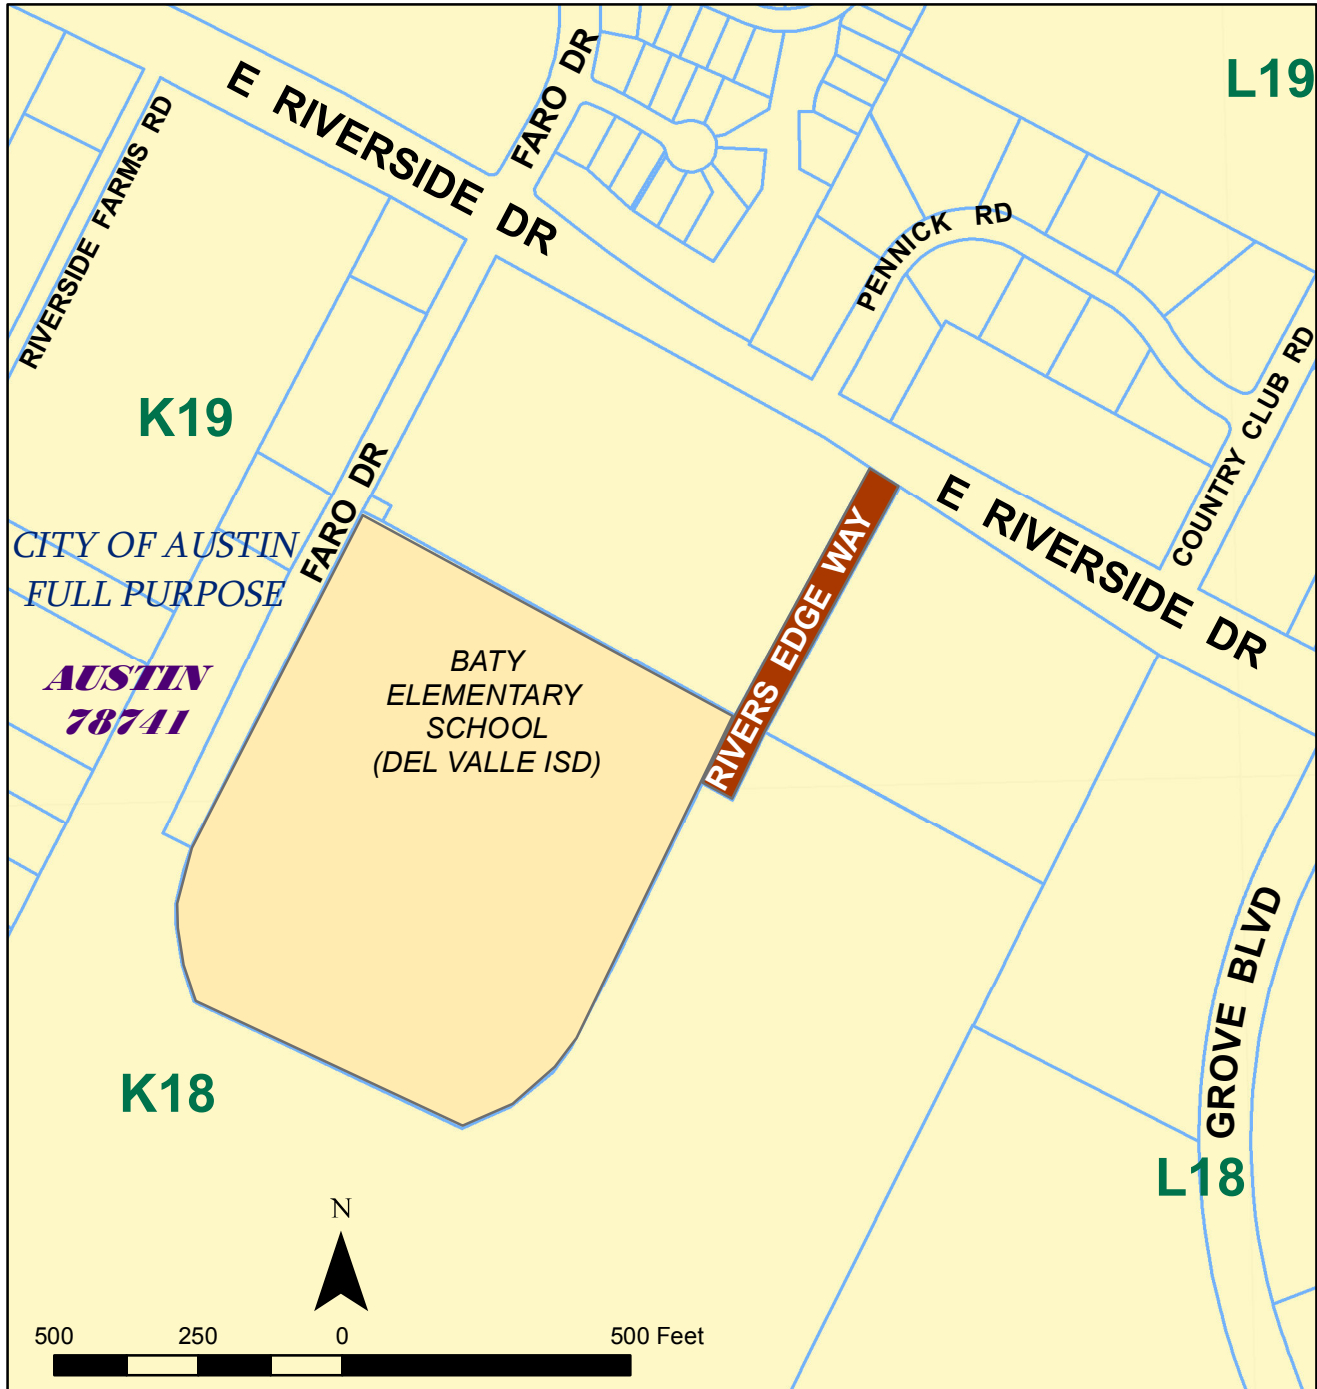 L19
E RIVERSIDE DR
FARO DR
RIVERSIDE FARMS RD
PENNICK RD
COUNTRY CLUB RD
K19
FARO DR
CITY OF AUSTIN
FULL PURPOSE
E RIVERSIDE DR
RIVERS EDGE WAY
AUSTIN
78741
BATY
ELEMENTARY
SCHOOL
(DEL VALLE ISD)
GROVE BLVD
K18
L18
N
500 250 0 500 Feet